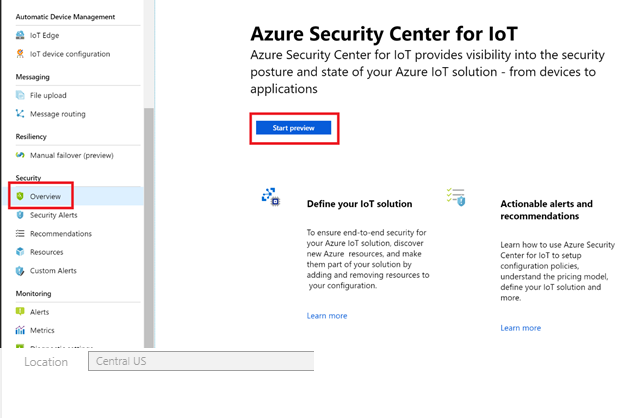 Automatic Device Management
IoT Edge
IoT device configuration
Messaging
File upload
Message routing
Resiliency
Manual failover (preview)
Security
Overview
Security Alerts
Recommendations
Resources
Custom Alerts
Monitoring
Alerts
Metrics
Diagnostic settings
Azure Security Center for IoT
Azure Security Center for IoT provides visibility into the security
posture and state of your Azure IoT solution - from devices to
applications
Start preview
Define your IoT solution
To ensure end-to-end security for
your Azure IoT solution, discover
new Azure resources, and make
them part of your solution by
adding and removing resources to
your configuration.
Learn more
Actionable alerts and
recommendations
Learn how to use Azure Security
Center for IoT to setup
configuration policies,
understand the pricing model,
define your IoT solution and
more.
Learn more
Location
Central US